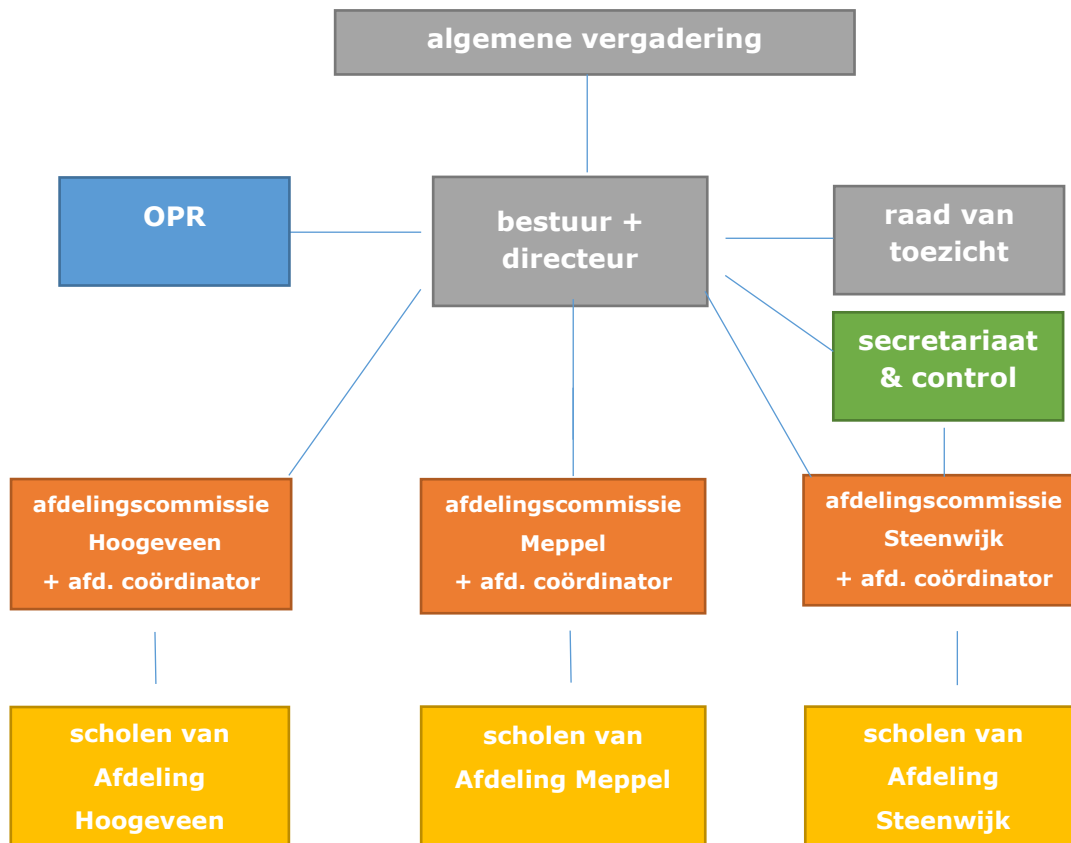 algemene vergadering
OPR
bestuur +
directeur
raad van
toezicht
secretariaat
& control
afdelingscommissie
Hoogeveen
+ afd. coördinator
afdelingscommissie
Meppel
+ afd. coördinator
afdelingscommissie
Steenwijk
+ afd. coördinator
scholen van
Afdeling
Hoogeveen
scholen van
Afdeling Meppel
scholen van
Afdeling
Steenwijk